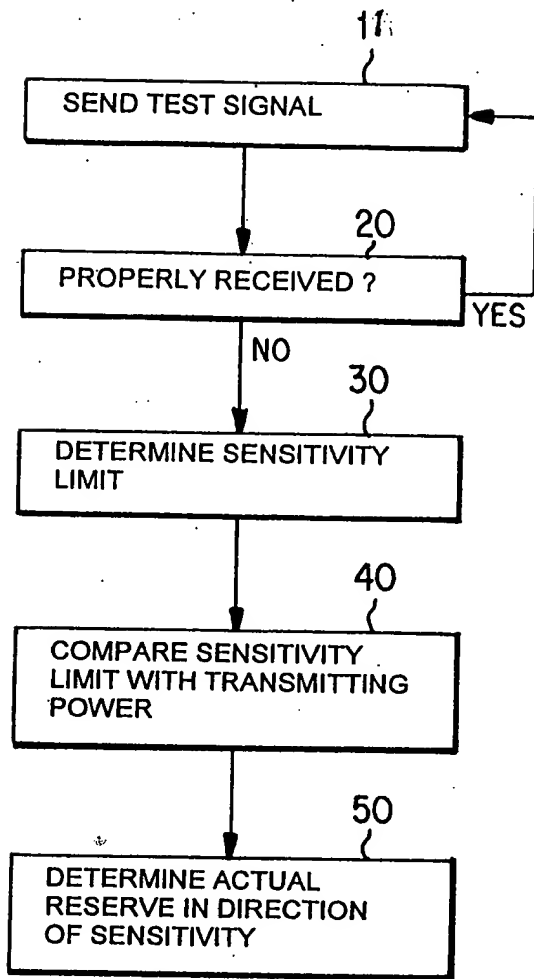 11
SEND TEST SIGNAL
20
PROPERLY RECEIVED ?
YES
NO
30
DETERMINE SENSITIVITY
LIMIT
40
COMPARE SENSITIVITY
LIMIT WITH TRANSMITTING
POWER
50
DETERMINE ACTUAL
RESERVE IN DIRECTION
OF SENSITIVITY